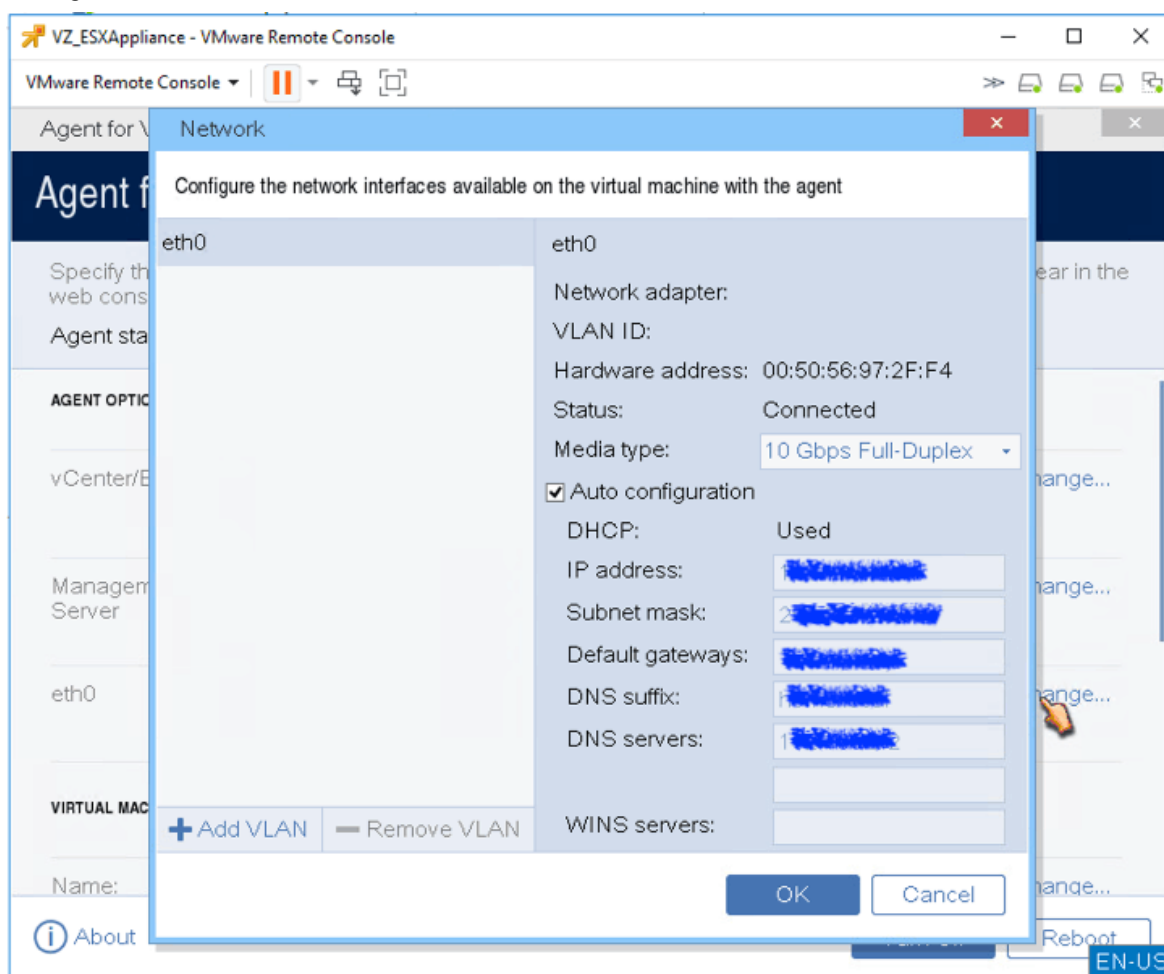 VZ_ESXAppliance - VMware Remote Console
VMware Remote Console
Agent for
Network
Agent f
Configure the network interfaces available on the virtual machine with the agent
eth0
eth0
Specify th
ear in the
web cons
Agent sta
Network adapter:
VLAN ID:
Hardware address: 00:50:56:97:2F:F4
AGENT OPTIO
Status: Connected
Media type: 10 Gbps Full-Duplex
vCenter/E
hange...
Auto configuration
DHCP: Used
IP address:
Managem
Server
hange...
Subnet mask:
Default gateways:
eth0
hange...
DNS suffix:
DNS servers:
VIRTUAL MAC
Add VLAN
Remove VLAN
WINS servers:
Name:
hange...
OK
Cancel
About
Reboot
EN-US